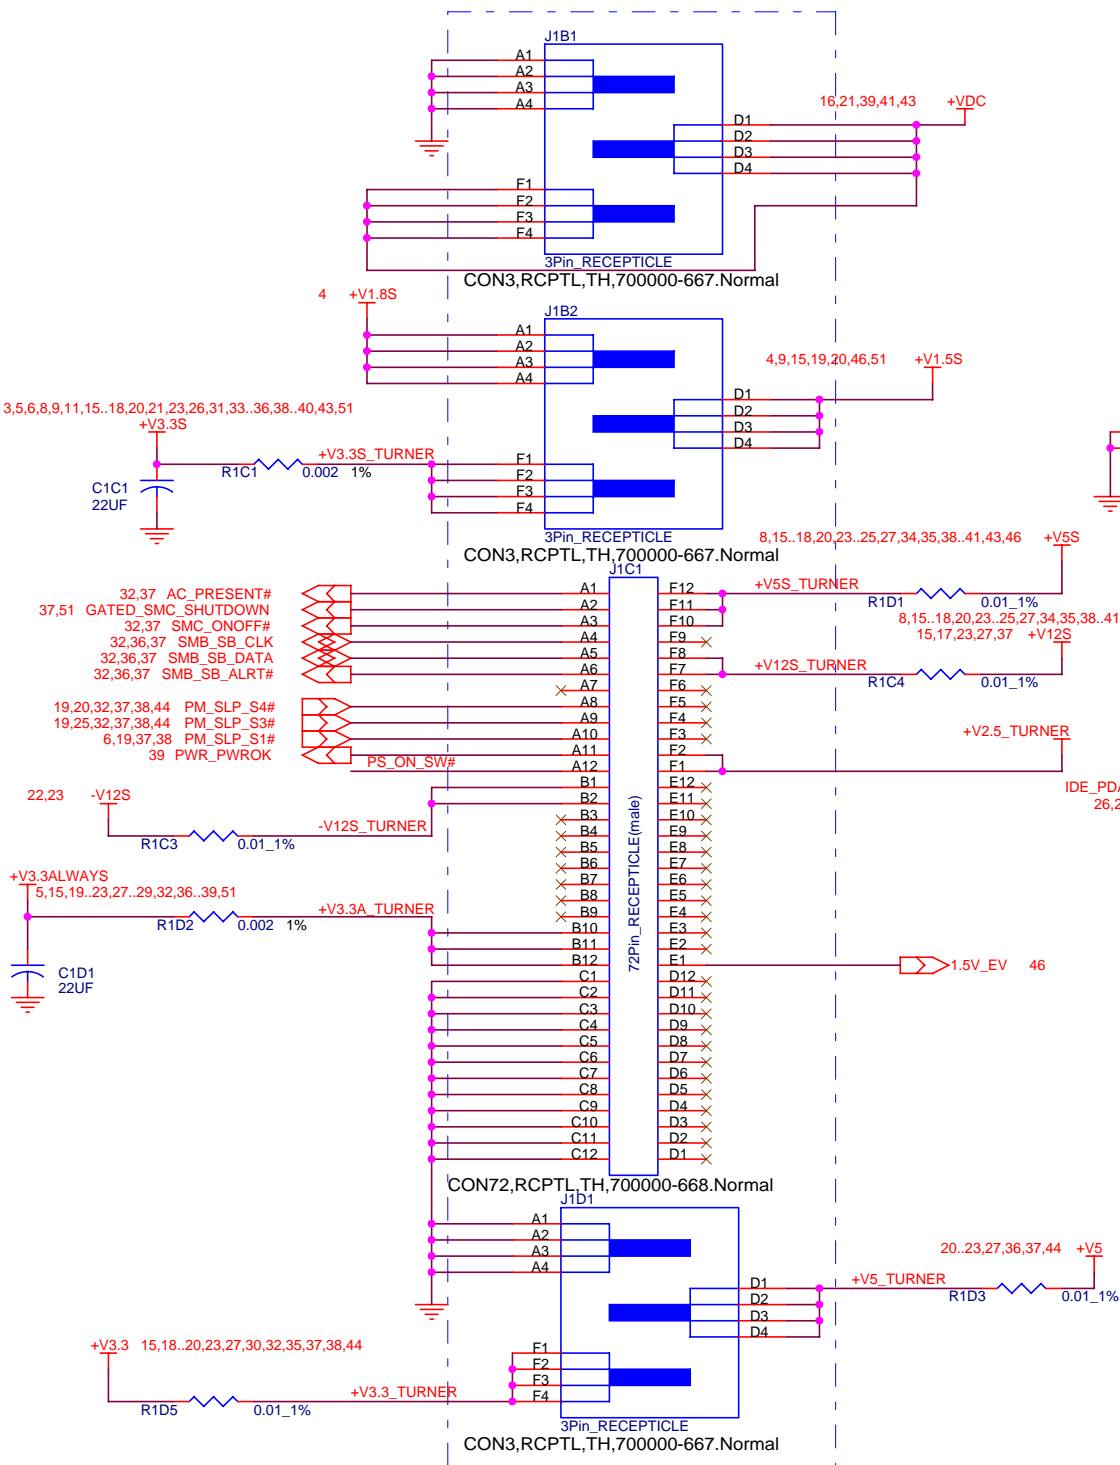 J1B1
A1
A2
A3
A4
16,21,39,41,43 +VDC
D1
D2
D3
D4
F1
F2
F3
F4
3Pin_RECEPTICLE
CON3,RCPTL,TH,700000-667.Normal
4 +V1.8S
J1B2
A1
A2
A3
A4
4,9,15,19,20,46,51 +V1.5S
D1
D2
D3
D4
3,5,6,8,9,11,15..18,20,21,23,26,31,33..36,38..40,43,51
+V3.3S
+V3.3S_TURNER
R1C1 0.002 1%
C1C1
22UF
F1
F2
F3
F4
3Pin_RECEPTICLE
CON3,RCPTL,TH,700000-667.Normal
8,15..18,20,23..25,27,34,35,38..41,43,46 +V5S
J1C1
72Pin_RECEPTICLE(male)
32,37 AC_PRESENT#
37,51 GATED_SMC_SHUTDOWN
32,37 SMC_ONOFF#
32,36,37 SMB_SB_CLK
32,36,37 SMB_SB_DATA
32,36,37 SMB_SB_ALRT#
19,20,32,37,38,44 PM_SLP_S4#
19,25,32,37,38,44 PM_SLP_S3#
6,19,37,38 PM_SLP_S1#
39 PWR_PWROK
PS_ON_SW#
A1
A2
A3
A4
A5
A6
A7
A8
A9
A10
A11
A12
B1
B2
B3
B4
B5
B6
B7
B8
B9
B10
B11
B12
C1
C2
C3
C4
C5
C6
C7
C8
C9
C10
C11
C12
F12
F11
F10
F9
F8
F7
F6
F5
F4
F3
F2
F1
E12
E11
E10
E9
E8
E7
E6
E5
E4
E3
E2
E1
D12
D11
D10
D9
D8
D7
D6
D5
D4
D3
D2
D1
+V5S_TURNER
R1D1 0.01_1%
8,15..18,20,23..25,27,34,35,38..41
15,17,23,27,37 +V12S
+V12S_TURNER
R1C4 0.01_1%
+V2.5_TURNER
IDE_PDA
26,2
22,23 -V12S
-V12S_TURNER
R1C3 0.01_1%
+V3.3ALWAYS
5,15,19..23,27..29,32,36..39,51
+V3.3A_TURNER
R1D2 0.002 1%
C1D1
22UF
1.5V_EV 46
CON72,RCPTL,TH,700000-668.Normal
J1D1
A1
A2
A3
A4
20..23,27,36,37,44 +V5
+V5_TURNER
R1D3 0.01_1%
D1
D2
D3
D4
+V3.3 15,18..20,23,27,30,32,35,37,38,44
+V3.3_TURNER
R1D5 0.01_1%
F1
F2
F3
F4
3Pin_RECEPTICLE
CON3,RCPTL,TH,700000-667.Normal